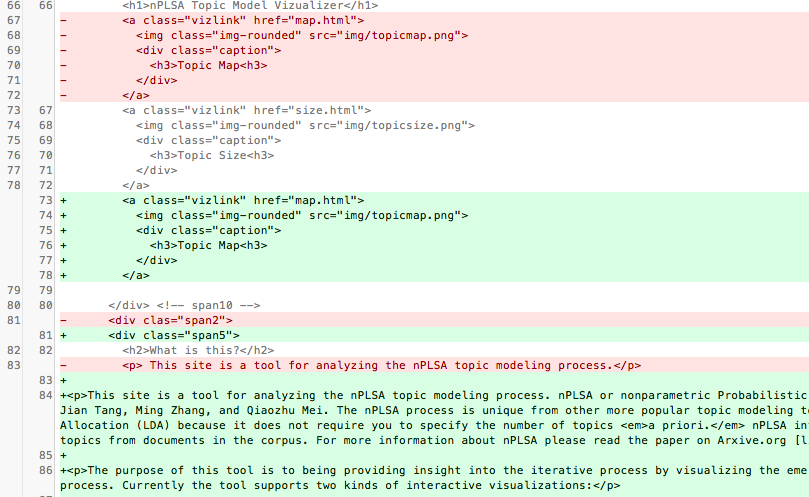 66 66 <h1>nPLSA Topic Model Vizualizer</h1>
67 - <a class="vizlink" href="map.html">
68 - <img class="img-rounded" src="img/topicmap.png">
69 - <div class="caption">
70 - <h3>Topic Map<h3>
71 - </div>
72 - </a>
73 67 <a class="vizlink" href="size.html">
74 68 <img class="img-rounded" src="img/topicsize.png">
75 69 <div class="caption">
76 70 <h3>Topic Size<h3>
77 71 </div>
78 72 </a>
73 + <a class="vizlink" href="map.html">
74 + <img class="img-rounded" src="img/topicmap.png">
75 + <div class="caption">
76 + <h3>Topic Map<h3>
77 + </div>
78 + </a>
79 79
80 80 </div> <!-- span10 -->
81 - <div clas="span2">
81 + <div class="span5">
82 82 <h2>What is this?</h2>
83 - <p> This site is a tool for analyzing the nPLSA topic modeling process.</p>
83 +
84 +<p>This site is a tool for analyzing the nPLSA topic modeling process. nPLSA or nonparametric Probabilistic
Jian Tang, Ming Zhang, and Qiaozhu Mei. The nPLSA process is unique from other more popular topic modeling t
Allocation (LDA) because it does not require you to specify the number of topics <em>a priori.</em> nPLSA in
topics from documents in the corpus. For more information about nPLSA please read the paper on Arxive.org [l
85 +
86 +<p>The purpose of this tool is to being providing insight into the iterative process by visualizing the eme
process. Currently the tool supports two kinds of interactive visualizations:</p>